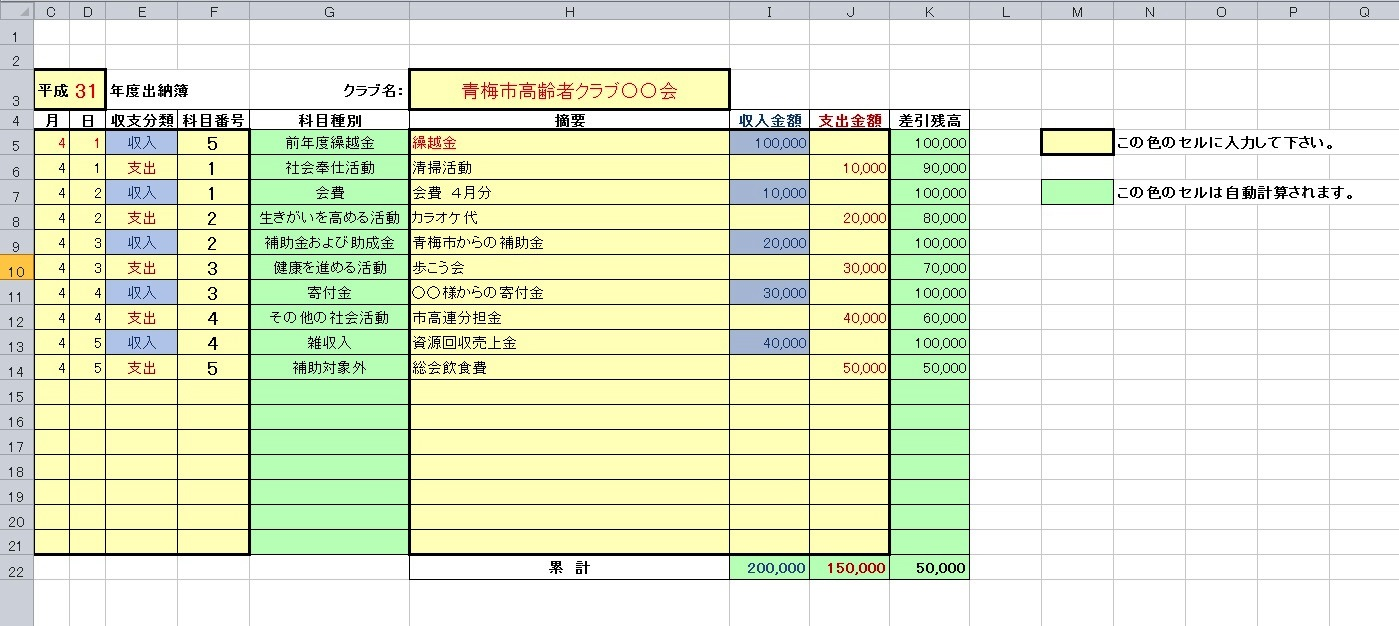 C D E F G H I J K L M N O P Q
1
2
3 平成 31 年度出納簿 クラブ名: 青梅市高齢者クラブ〇〇会
4 月 日 収支分類 科目番号 科目種別 摘要 収入金額 支出金額 差引残高
5 4 1 収入 5 前年度繰越金 繰越金 100,000 100,000 この色のセルに入力して下さい。
6 4 1 支出 1 社会奉仕活動 清掃活動 10,000 90,000
7 4 2 収入 1 会費 会費 4月分 10,000 100,000 この色のセルは自動計算されます。
8 4 2 支出 2 生きがいを高める活動 カラオケ代 20,000 80,000
9 4 3 収入 2 補助金および助成金 青梅市からの補助金 20,000 100,000
10 4 3 支出 3 健康を進める活動 歩こう会 30,000 70,000
11 4 4 収入 3 寄付金 〇〇様からの寄付金 30,000 100,000
12 4 4 支出 4 その他の社会活動 市高連分担金 40,000 60,000
13 4 5 収入 4 雑収入 資源回収売上金 40,000 100,000
14 4 5 支出 5 補助対象外 総会飲食費 50,000 50,000
15
16
17
18
19
20
21
22 累 計 200,000 150,000 50,000